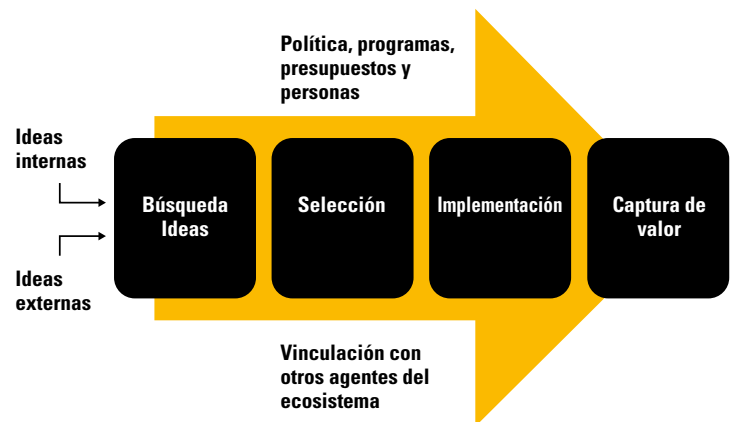 Política, programas,
presupuestos y
personas
Ideas
internas
Búsqueda
Ideas
Selección
Implementación
Captura de
valor
Ideas
externas
Vinculación con
otros agentes del
ecosistema